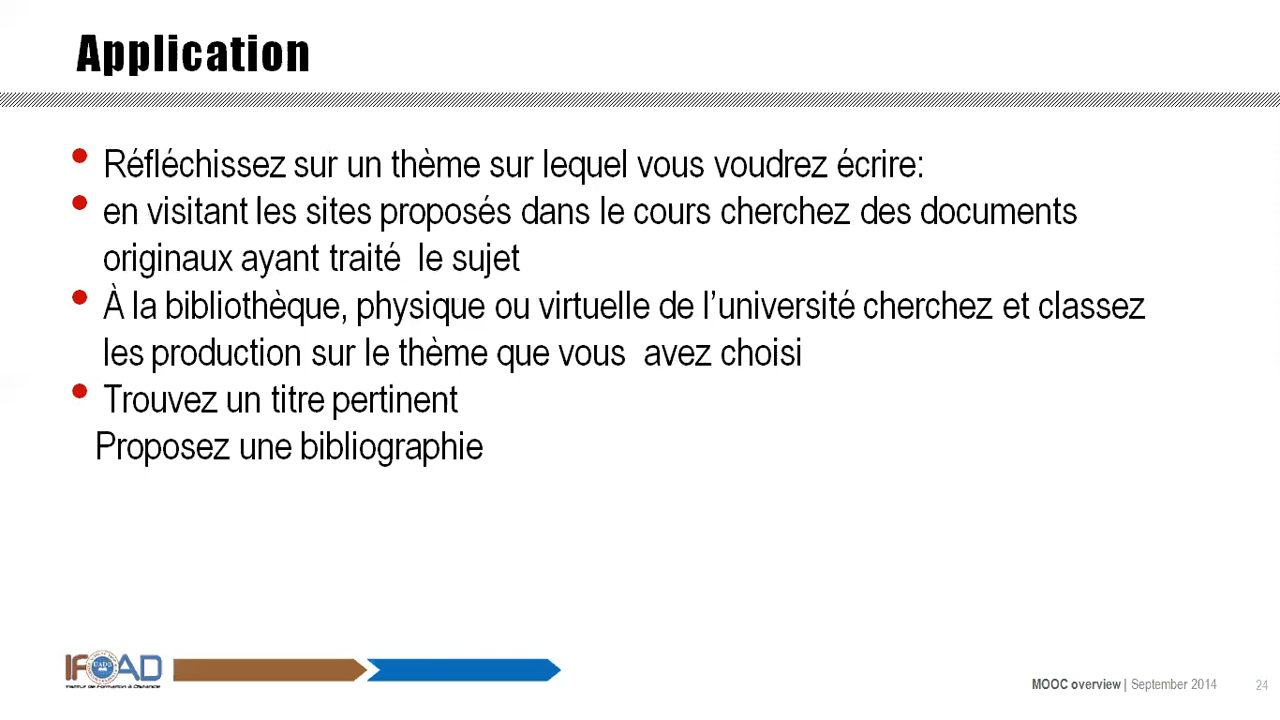 Application
• Réfléchissez sur un thème sur lequel vous voudrez écrire:
• en visitant les sites proposés dans le cours cherchez des documents
originaux ayant traité le sujet
• À la bibliothèque, physique ou virtuelle de l’université cherchez et classez
les production sur le thème que vous avez choisi
• Trouvez un titre pertinent
Proposez une bibliographie
IFOAD
Institut de Formation à Distance
MOOC overview | September 2014
24